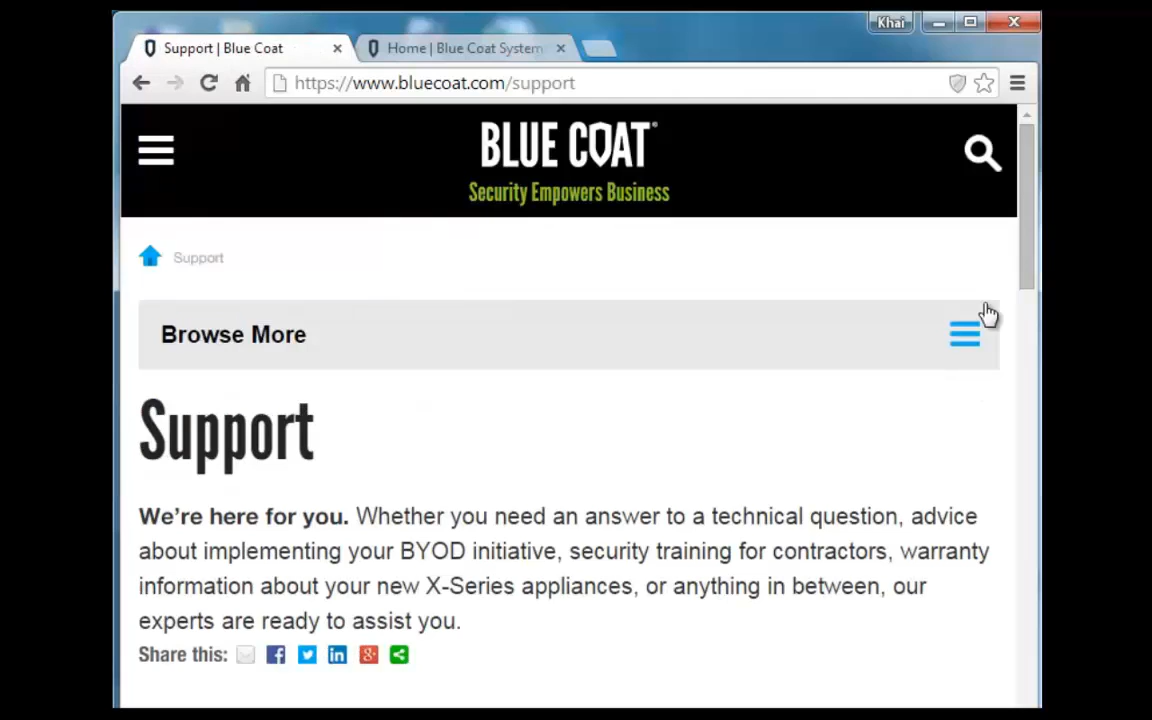 Khai
Support | Blue Coat
Home | Blue Coat System
https://www.bluecoat.com/support
BLUE COAT®
Security Empowers Business
Support
Browse More
Support
We're here for you. Whether you need an answer to a technical question, advice
about implementing your BYOD initiative, security training for contractors, warranty
information about your new X-Series appliances, or anything in between, our
experts are ready to assist you.
Share this: